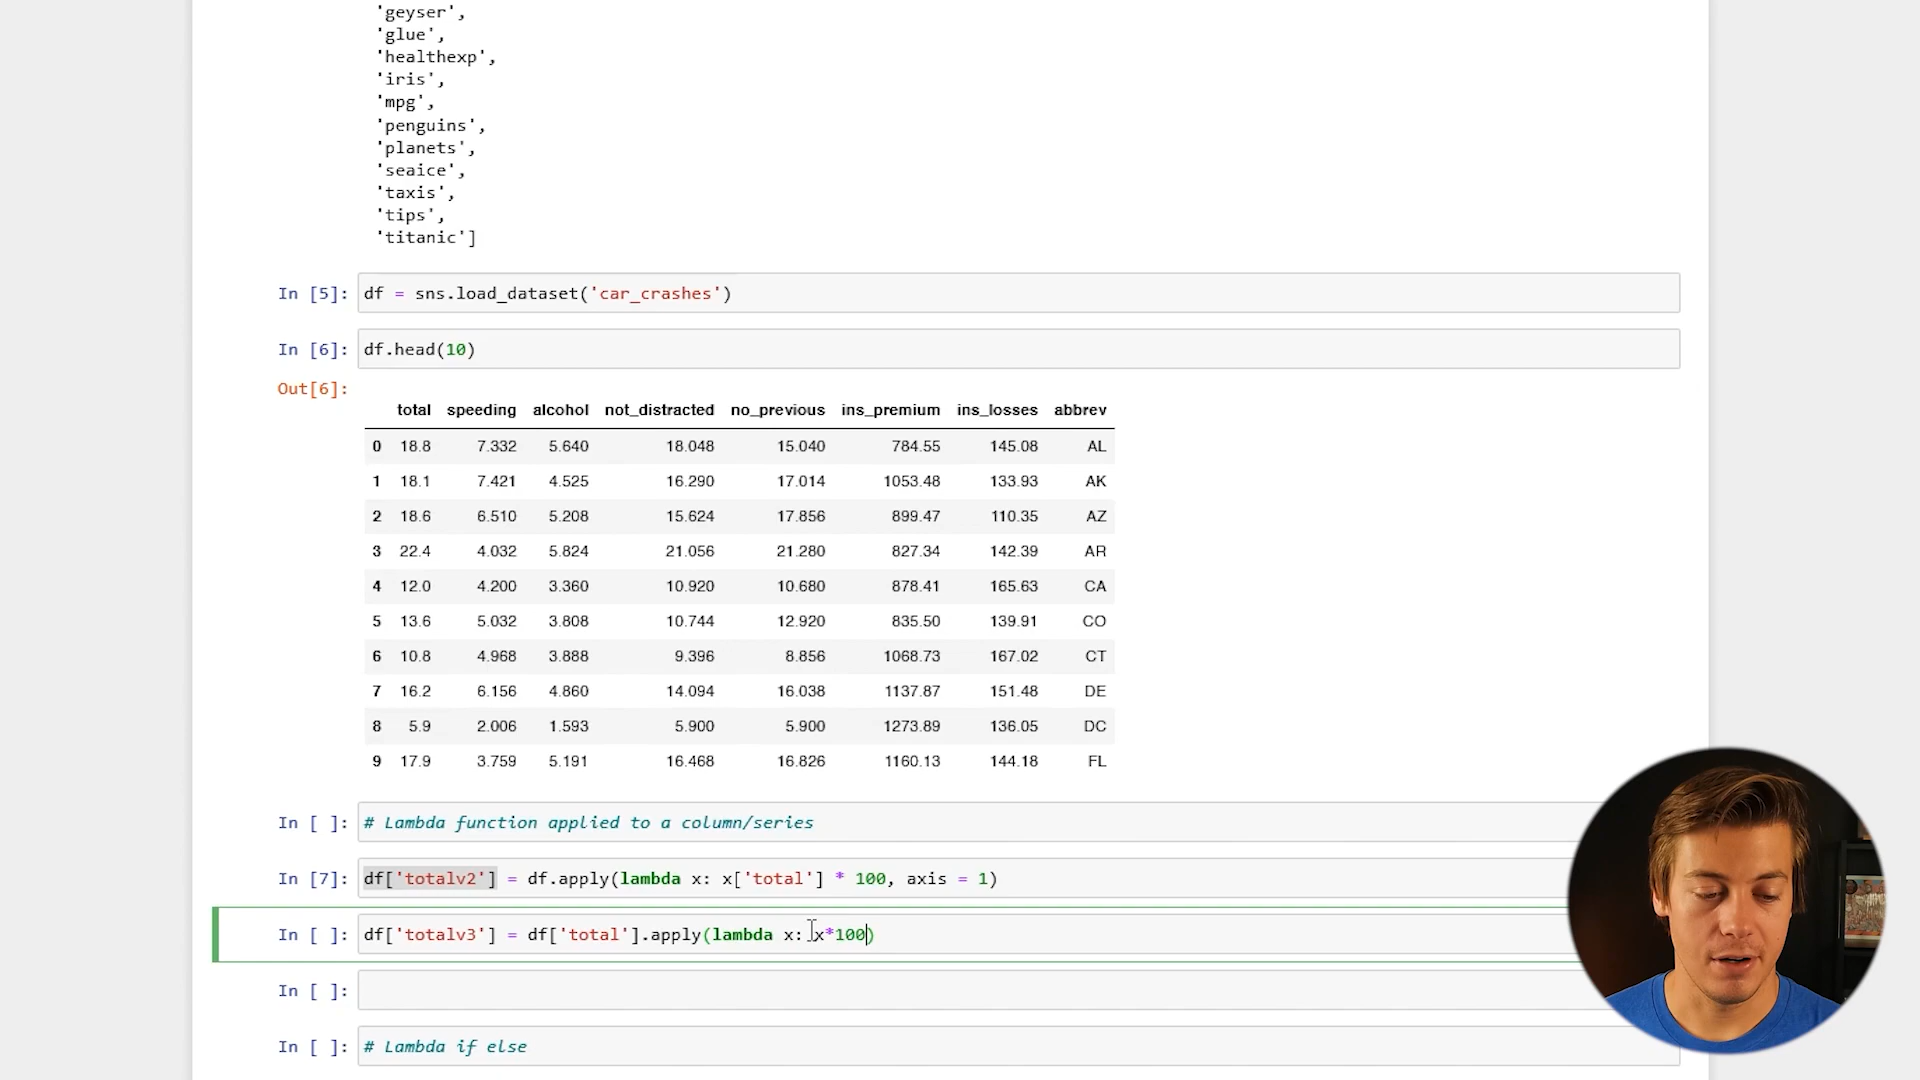 'geyser',
'glue',
'healthexp',
'iris',
'mpg',
'penguins',
'planets',
'seaice',
'taxis',
'tips',
'titanic']
In [5]: df = sns.load_dataset('car_crashes')
In [6]: df.head(10)
Out[6]:
total speeding alcohol not_distracted no_previous ins_premium ins_losses abbrev
0 18.8 7.332 5.640 18.048 15.040 784.55 145.08 AL
1 18.1 7.421 4.525 16.290 17.014 1053.48 133.93 AK
2 18.6 6.510 5.208 15.624 17.856 899.47 110.35 AZ
3 22.4 4.032 5.824 21.056 21.280 827.34 142.39 AR
4 12.0 4.200 3.360 10.920 10.680 878.41 165.63 CA
5 13.6 5.032 3.808 10.744 12.920 835.50 139.91 CO
6 10.8 4.968 3.888 9.396 8.856 1068.73 167.02 CT
7 16.2 6.156 4.860 14.094 16.038 1137.87 151.48 DE
8 5.9 2.006 1.593 5.900 5.900 1273.89 136.05 DC
9 17.9 3.759 5.191 16.468 16.826 1160.13 144.18 FL
In [ ]: # Lambda function applied to a column/series
In [7]: df['totalv2'] = df.apply(lambda x: x['total'] * 100, axis = 1)
In [ ]: df['totalv3'] = df['total'].apply(lambda x: x*100)
In [ ]:
In [ ]: # Lambda if else